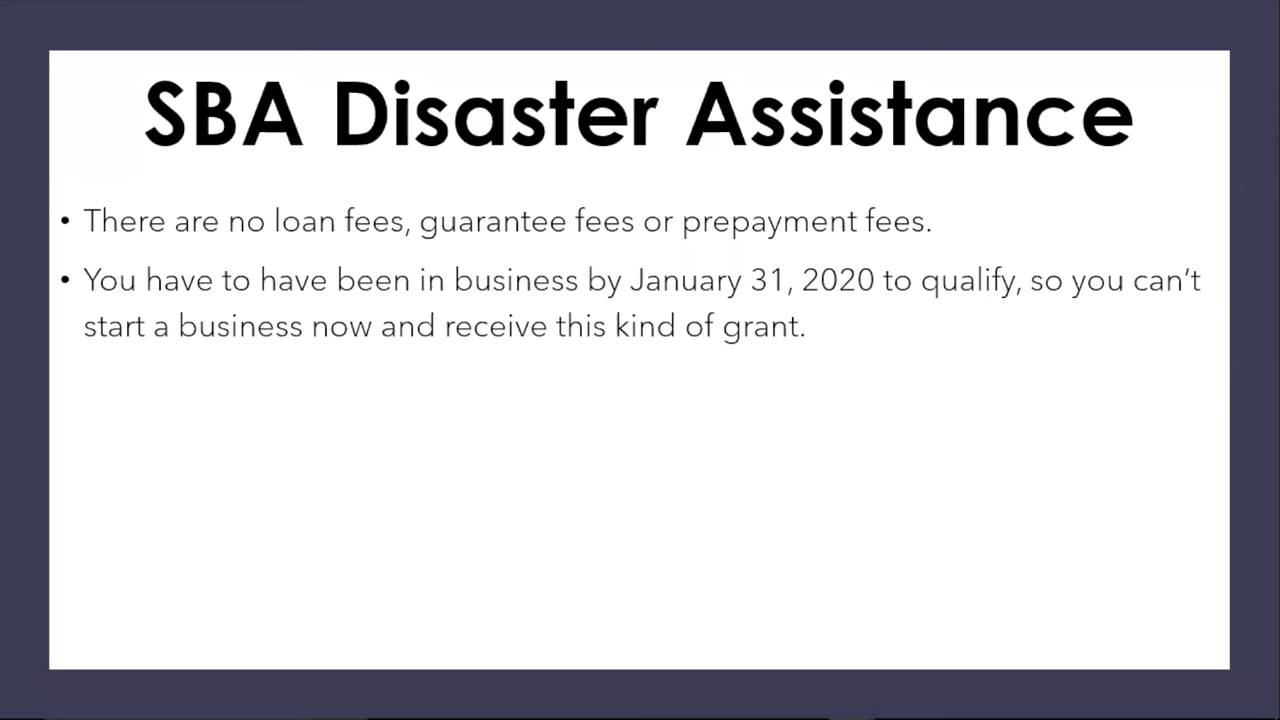 SBA Disaster Assistance
• There are no loan fees, guarantee fees or prepayment fees.
• You have to have been in business by January 31, 2020 to qualify, so you can’t
start a business now and receive this kind of grant.